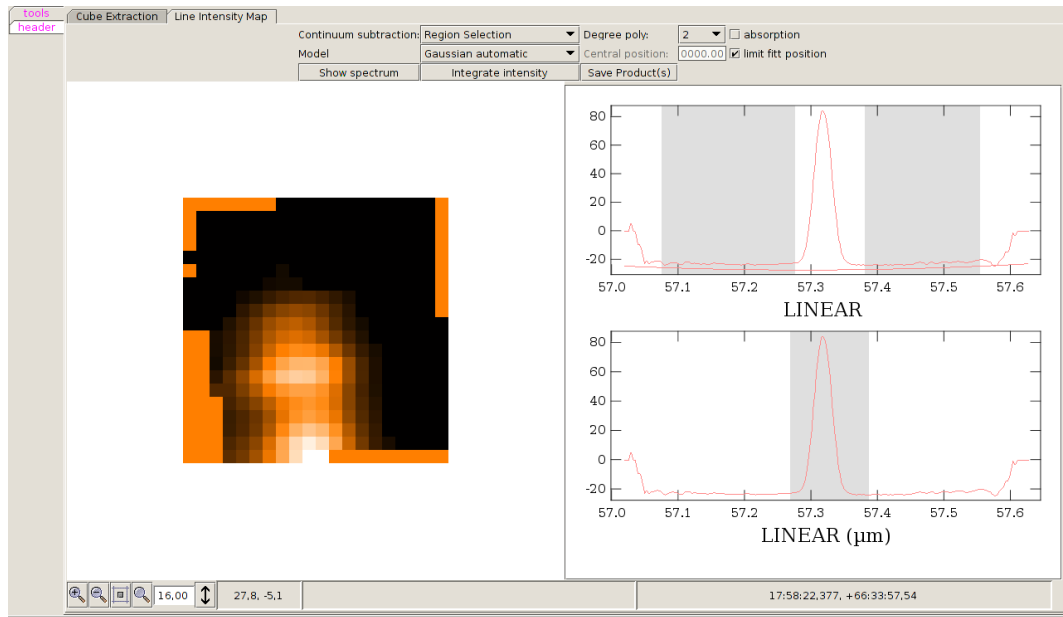 tools
header
Cube Extraction Line Intensity Map
Continuum subtraction: Region Selection Degree poly: 2 absorption
Model Gaussian automatic Central position: 0000.00 limit fitt position
Show spectrum Integrate intensity Save Product(s)
80
60
40
20
0
-20
57.0 57.1 57.2 57.3 57.4 57.5 57.6
LINEAR
80
60
40
20
0
-20
57.0 57.1 57.2 57.3 57.4 57.5 57.6
LINEAR (µm)
16,00 27,8, -5,1 17:58:22,377, +66:33:57,54